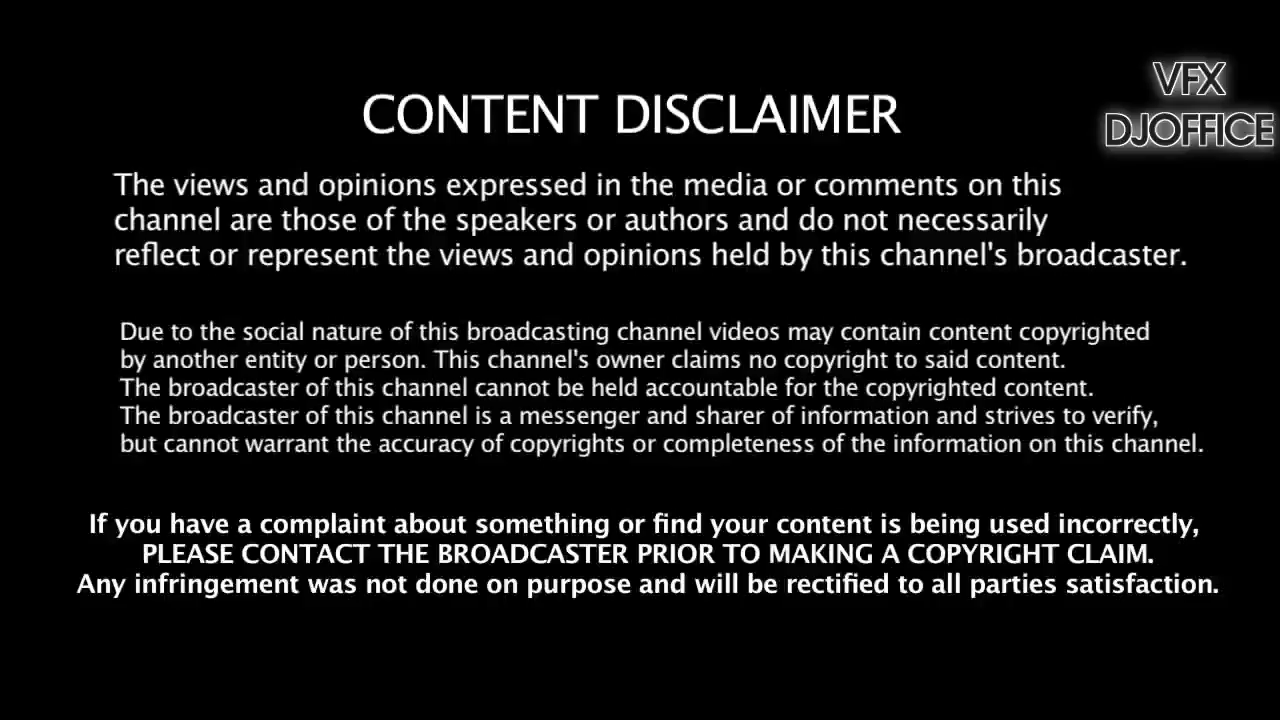 VFX
DJOFFICE
CONTENT DISCLAIMER
The views and opinions expressed in the media or comments on this
channel are those of the speakers or authors and do not necessarily
reflect or represent the views and opinions held by this channel's broadcaster.
Due to the social nature of this broadcasting channel videos may contain content copyrighted
by another entity or person. This channel's owner claims no copyright to said content.
The broadcaster of this channel cannot be held accountable for the copyrighted content.
The broadcaster of this channel is a messenger and sharer of information and strives to verify,
but cannot warrant the accuracy of copyrights or completeness of the information on this channel.
If you have a complaint about something or find your content is being used incorrectly,
PLEASE CONTACT THE BROADCASTER PRIOR TO MAKING A COPYRIGHT CLAIM.
Any infringement was not done on purpose and will be rectified to all parties satisfaction.